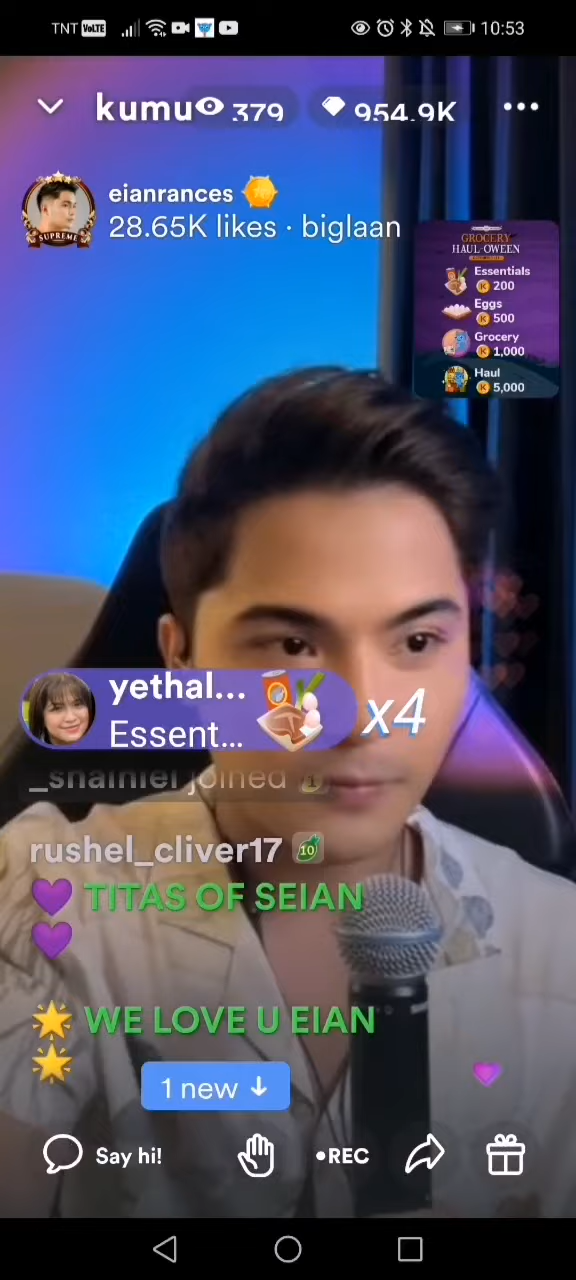 TNT VoLTE 10:53
kumu 379 954.9K
eianrances
28.65K likes · biglaan
SUPREME
GROCERY
HAUL-OWEEN
Essentials
K 200
Eggs
K 500
Grocery
K 1,000
Haul
K 5,000
yethal...
Essent...
x4
joined
rushel_cliver17 10
💜 TITAS OF SEIAN
💜
🌟 WE LOVE U EIAN
🌟
1 new ↓
Say hi! •REC